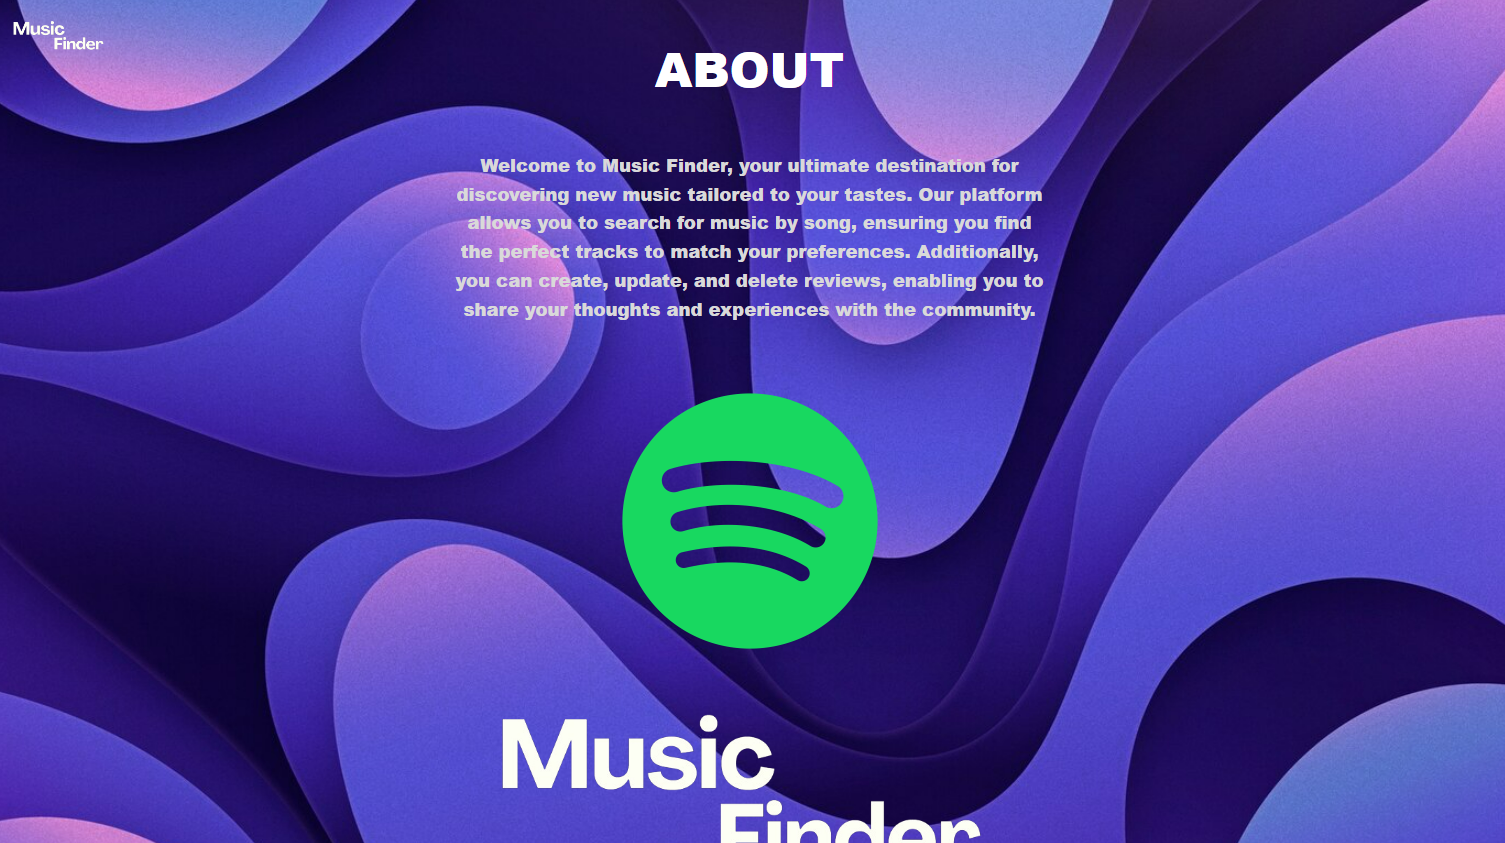 Music
Finder
ABOUT
Welcome to Music Finder, your ultimate destination for
discovering new music tailored to your tastes. Our platform
allows you to search for music by song, ensuring you find
the perfect tracks to match your preferences. Additionally,
you can create, update, and delete reviews, enabling you to
share your thoughts and experiences with the community.
Music
Finder